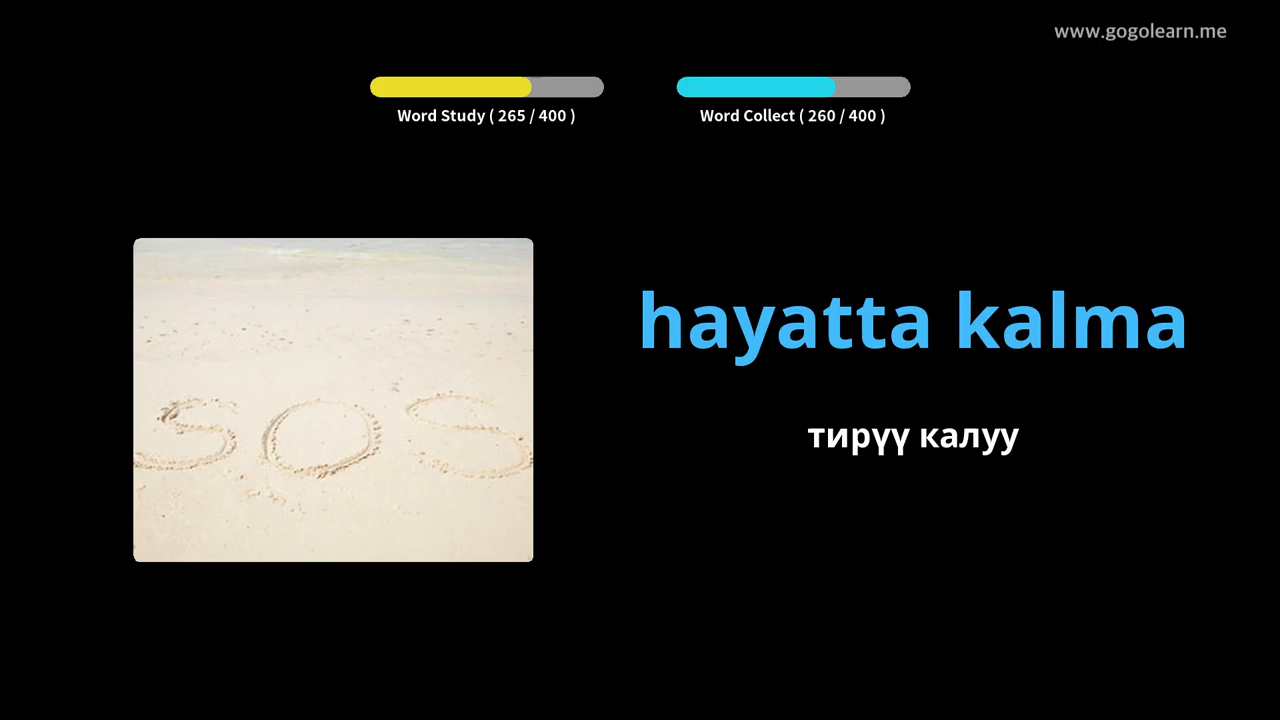 www.gogolearn.me
Word Study ( 265 / 400 )
Word Collect ( 260 / 400 )
SOS
hayatta kalma
тирүү калуу